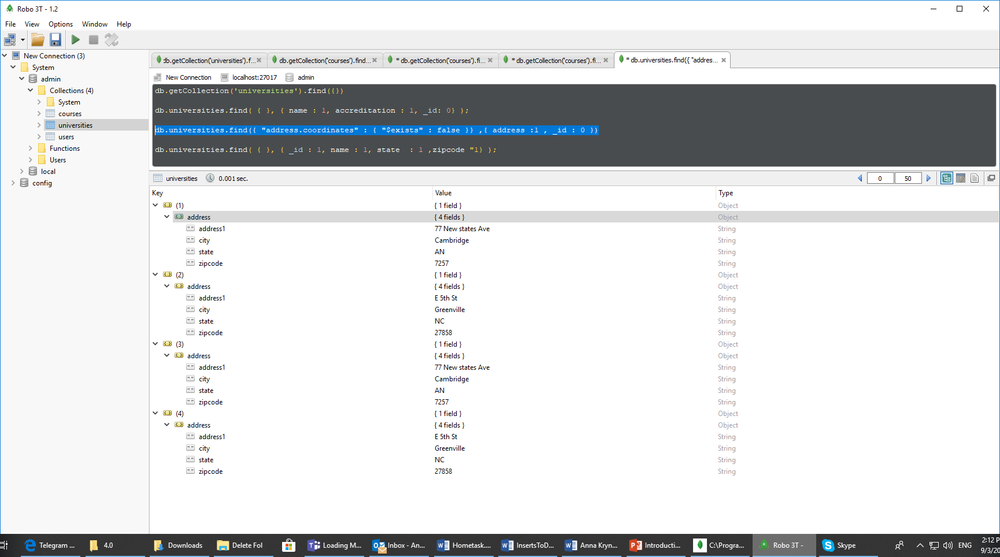 Robo 3T - 1.2
File View Options Window Help
New Connection (3)
System
admin
Collections (4)
System
courses
universities
users
Functions
Users
local
config
db.getCollection('universities').f...
db.getCollection('courses').find...
* db.getCollection('courses').fi...
* db.getCollection('courses').fi...
* db.universities.find({ "addres...
New Connection localhost:27017 admin
db.getCollection('universities').find({})
db.universities.find( { }, { name : 1, accreditation : 1, _id: 0} );
db.universities.find({ "address.coordinates" : { "$exists" : false }} ,{ address :1 , _id : 0 })
db.universities.find( { }, { _id : 1, name : 1, state  : 1 ,zipcode "1} );
universities 0.001 sec. 0 50
Key Value Type
(1) { 1 field } Object
address { 4 fields } Object
address1 77 New states Ave String
city Cambridge String
state AN String
zipcode 7257 String
(2) { 1 field } Object
address { 4 fields } Object
address1 E 5th St String
city Greenville String
state NC String
zipcode 27858 String
(3) { 1 field } Object
address { 4 fields } Object
address1 77 New states Ave String
city Cambridge String
state AN String
zipcode 7257 String
(4) { 1 field } Object
address { 4 fields } Object
address1 E 5th St String
city Greenville String
state NC String
zipcode 27858 String
Telegram ... 4.0 Downloads Delete Fol Loading M... Inbox - An... Hometask.... InsertsToD... Anna Kryn... Introducti... C:\Progra... Robo 3T - Skype ENG
2:12 P
9/3/20